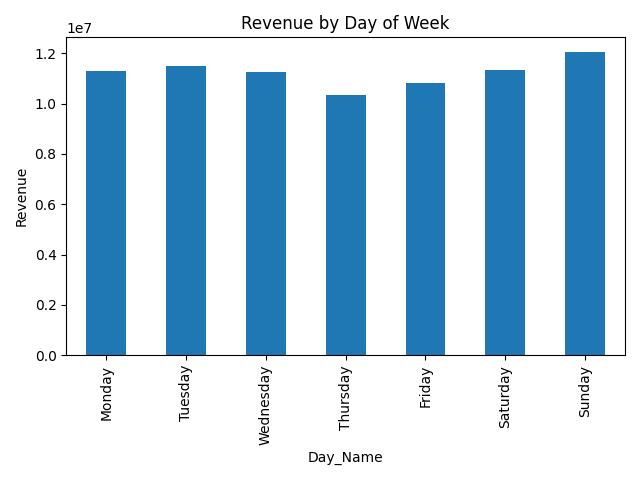 Revenue by Day of Week
1e7
1.2
1.0
0.8
0.6
0.4
0.2
0.0
Revenue
Monday
Tuesday
Wednesday
Thursday
Friday
Saturday
Sunday
Day_Name